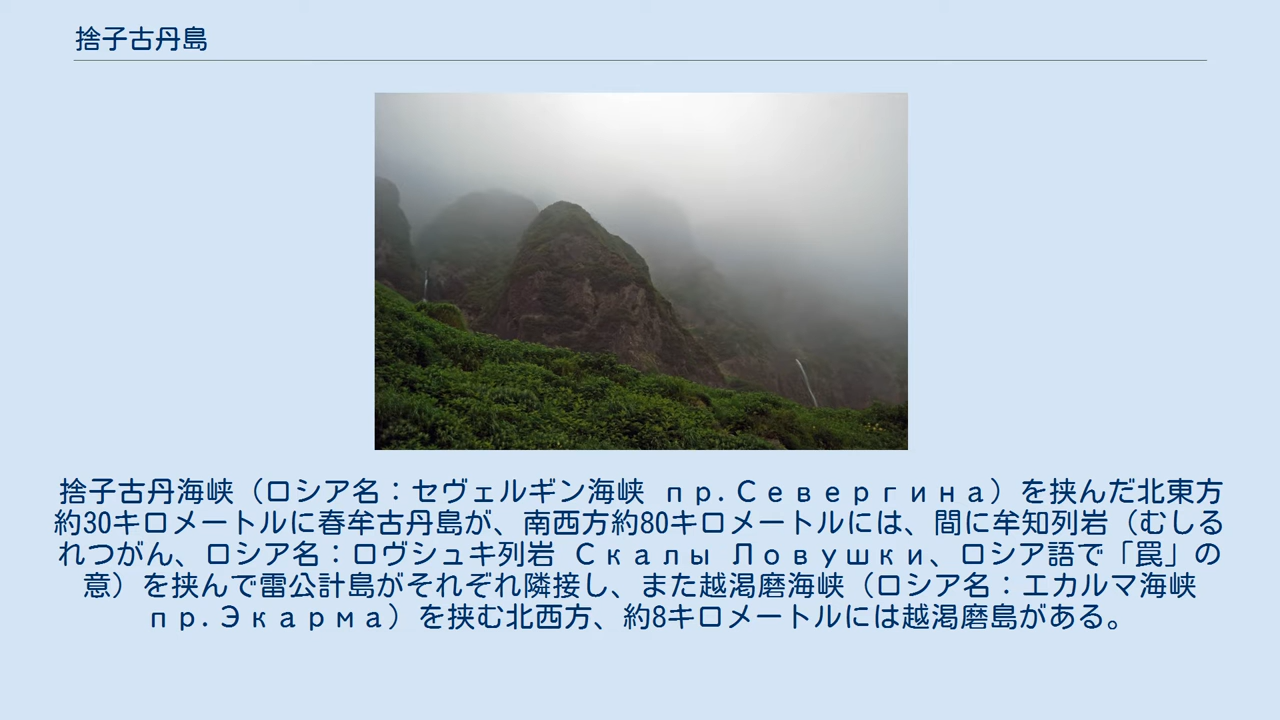 捨子古丹島
捨子古丹海峡（ロシア名：セヴェルギン海峡 пр.Севергина）を挟んだ北東方
約30キロメートルに春牟古丹島が、南西方約80キロメートルには、間に牟知列岩（むしる
れつがん、ロシア名：ロヴシュキ列岩 Скалы Ловушки、ロシア語で「罠」の
意）を挟んで雷公計島がそれぞれ隣接し、また越渇磨海峡（ロシア名：エカルマ海峡
пр.Экарма）を挟む北西方、約8キロメートルには越渇磨島がある。